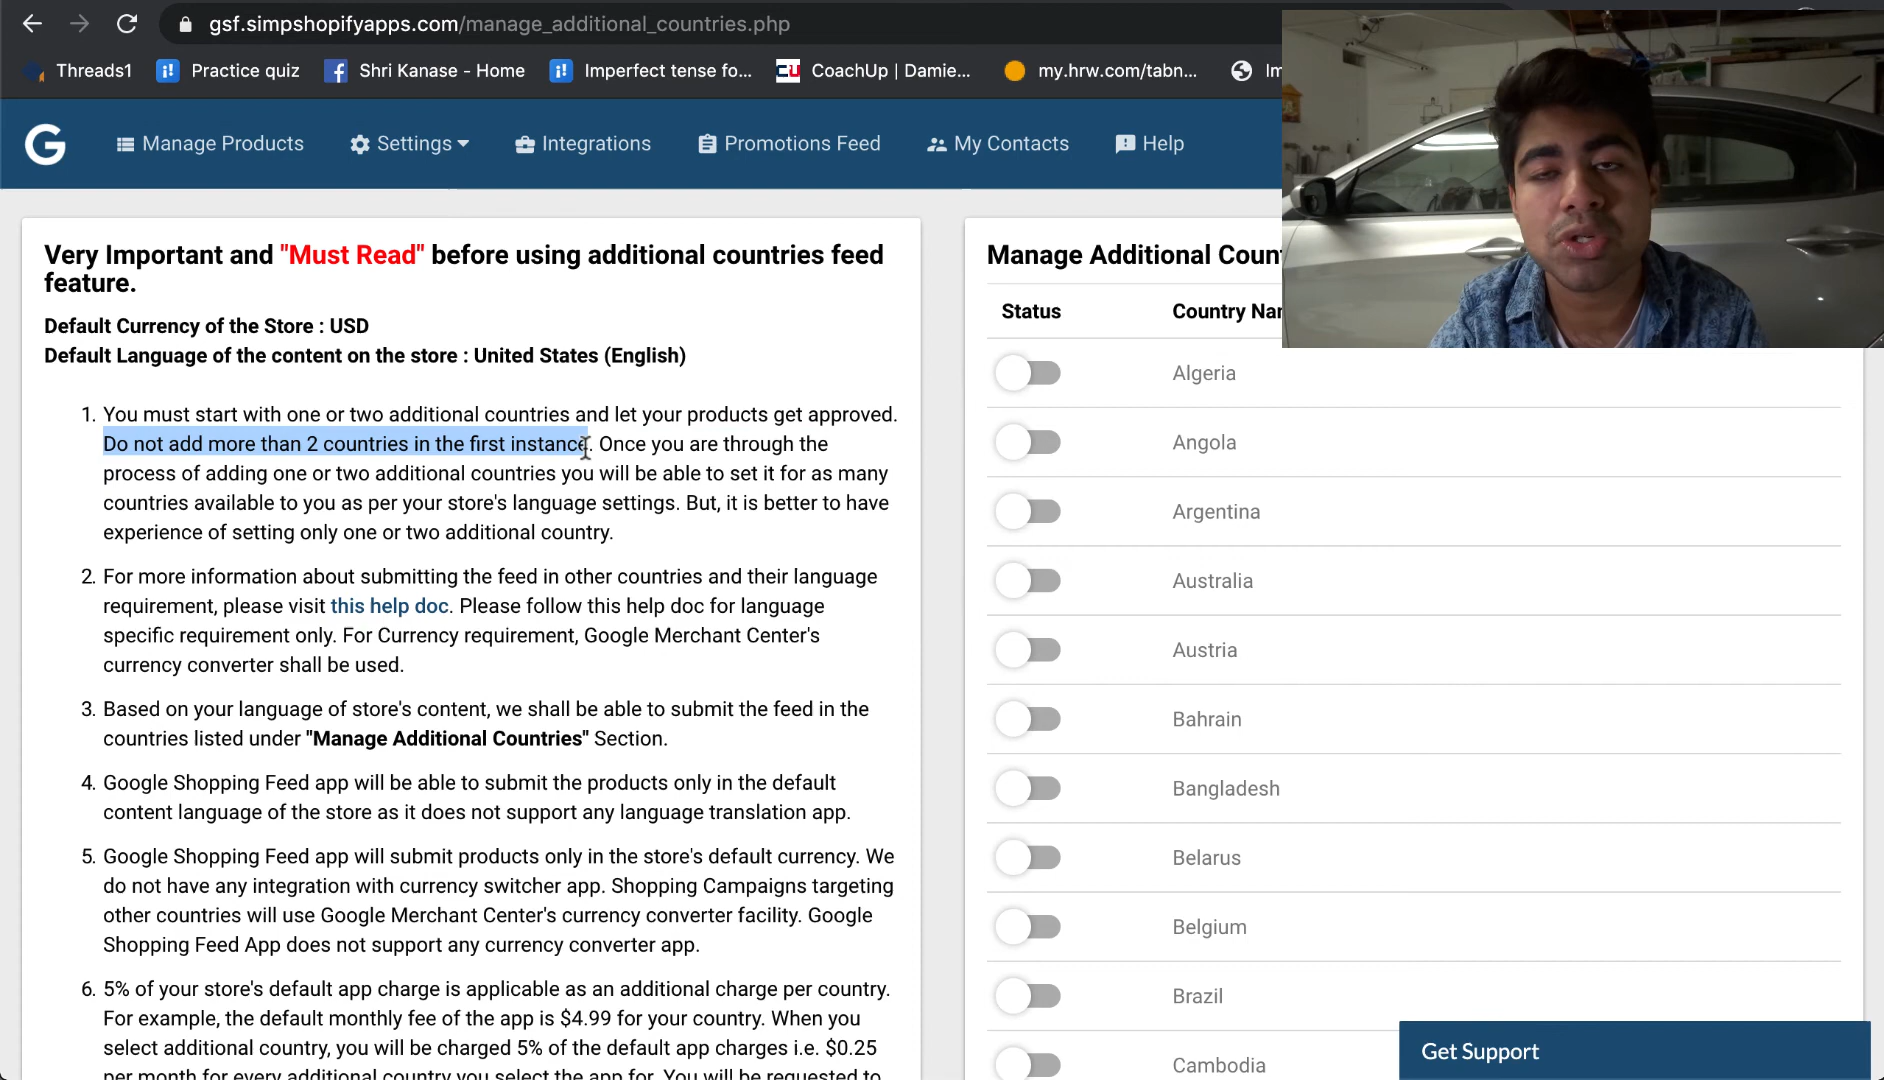 gsf.simpshopifyapps.com/manage_additional_countries.php
Threads1
Practice quiz
Shri Kanase - Home
Imperfect tense fo...
CoachUp | Damie...
my.hrw.com/tabn...
Im
G
Manage Products
Settings
Integrations
Promotions Feed
My Contacts
Help
Very Important and "Must Read" before using additional countries feed
feature.
Default Currency of the Store : USD
Default Language of the content on the store : United States (English)
1. You must start with one or two additional countries and let your products get approved.
Do not add more than 2 countries in the first instance. Once you are through the
process of adding one or two additional countries you will be able to set it for as many
countries available to you as per your store's language settings. But, it is better to have
experience of setting only one or two additional country.
2. For more information about submitting the feed in other countries and their language
requirement, please visit this help doc. Please follow this help doc for language
specific requirement only. For Currency requirement, Google Merchant Center's
currency converter shall be used.
3. Based on your language of store's content, we shall be able to submit the feed in the
countries listed under "Manage Additional Countries" Section.
4. Google Shopping Feed app will be able to submit the products only in the default
content language of the store as it does not support any language translation app.
5. Google Shopping Feed app will submit products only in the store's default currency. We
do not have any integration with currency switcher app. Shopping Campaigns targeting
other countries will use Google Merchant Center's currency converter facility. Google
Shopping Feed App does not support any currency converter app.
6. 5% of your store's default app charge is applicable as an additional charge per country.
For example, the default monthly fee of the app is $4.99 for your country. When you
select additional country, you will be charged 5% of the default app charges i.e. $0.25
per month for every additional country you select the app for. You will be requested to
Manage Additional Coun
Status
Country Nar
Algeria
Angola
Argentina
Australia
Austria
Bahrain
Bangladesh
Belarus
Belgium
Brazil
Cambodia
Get Support